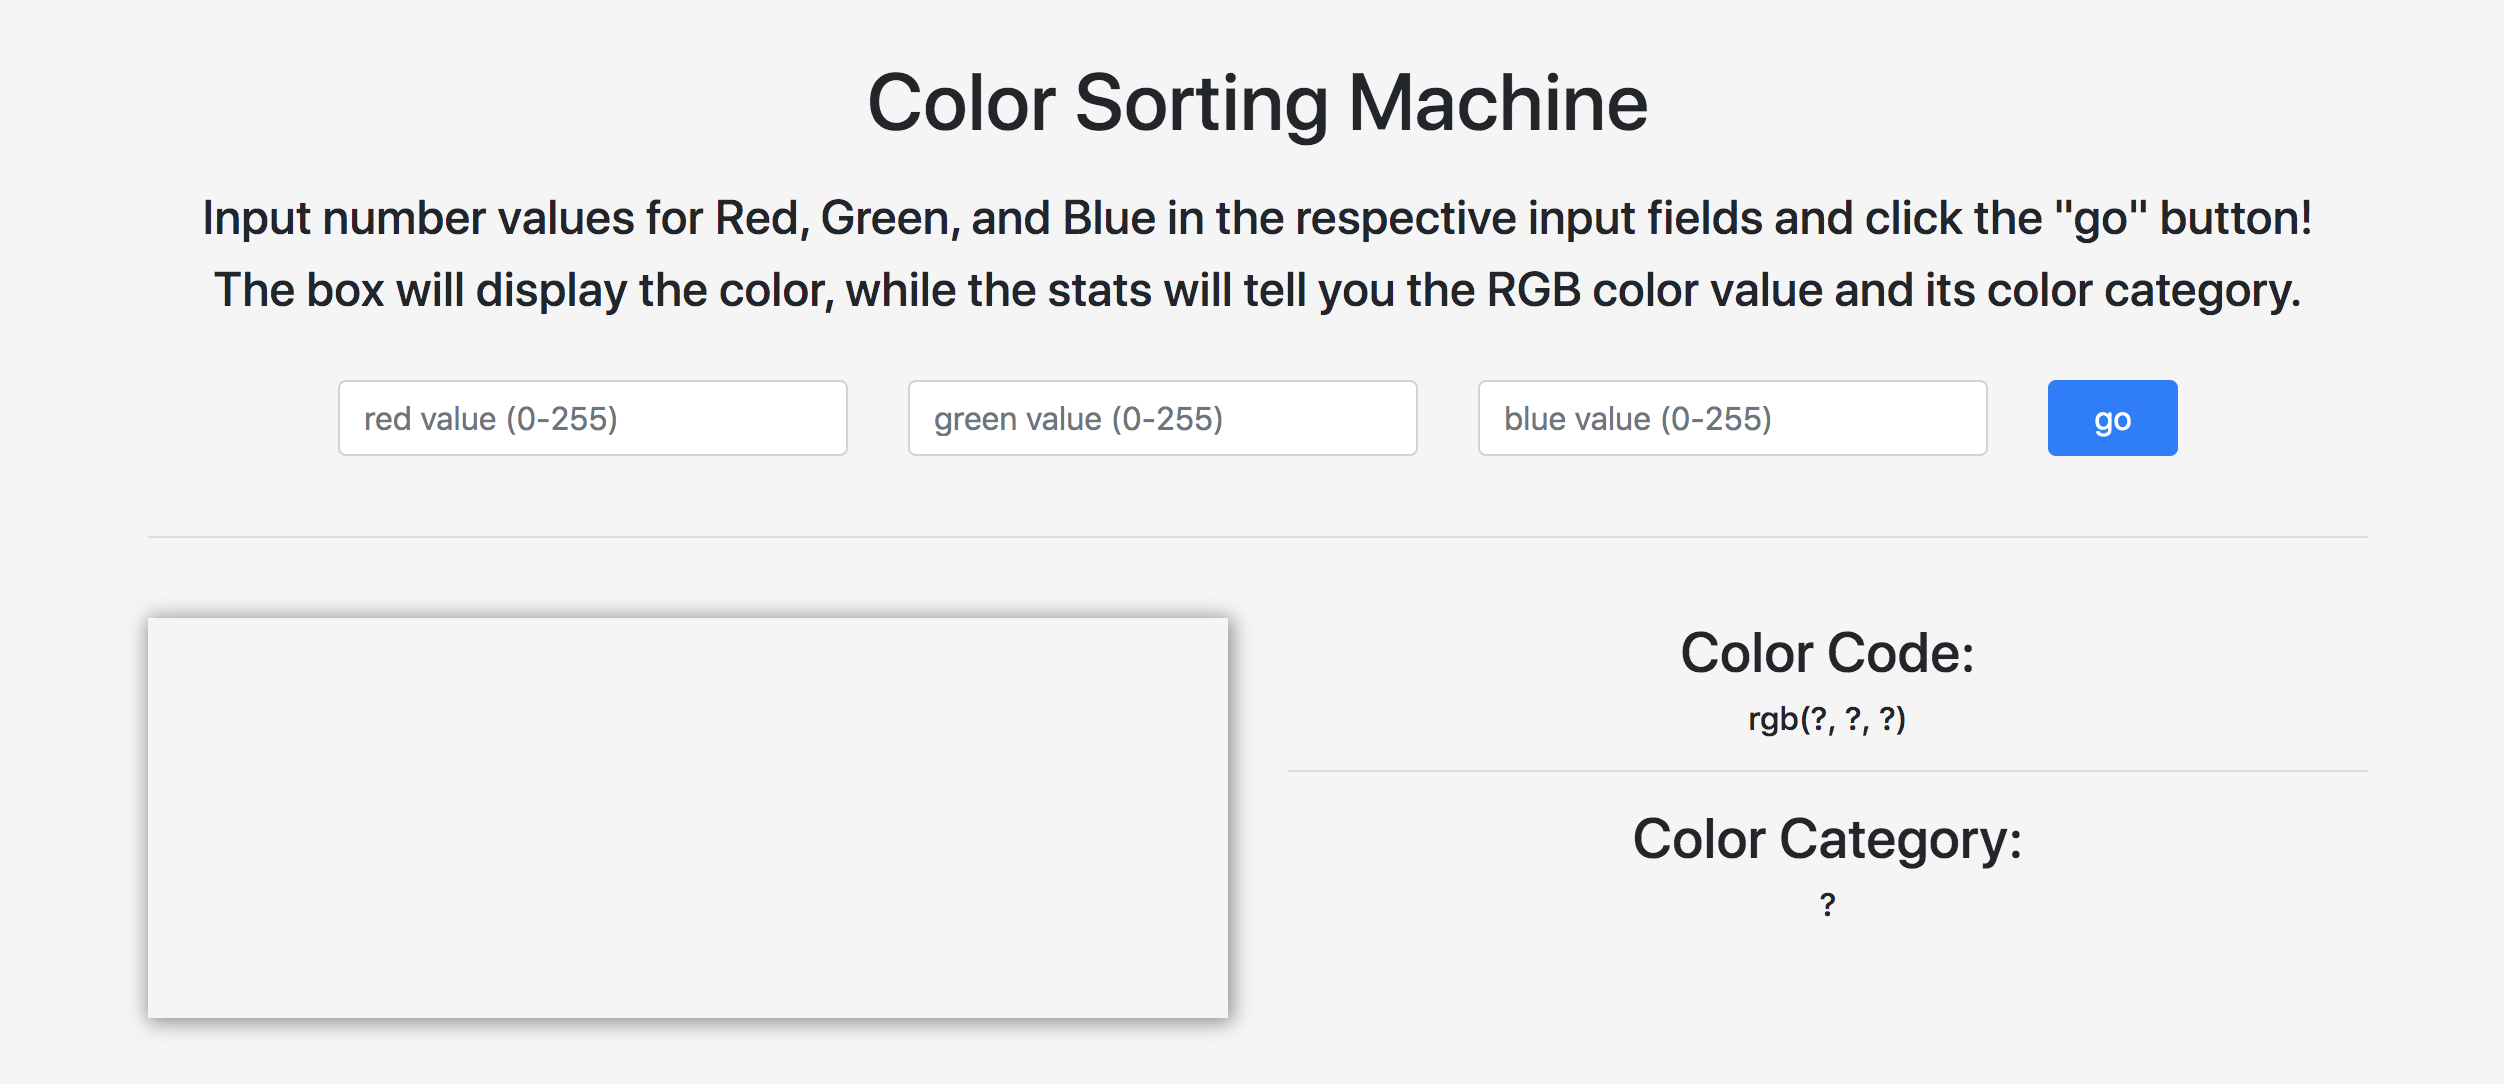 Color Sorting Machine
Input number values for Red, Green, and Blue in the respective input fields and click the "go" button!
The box will display the color, while the stats will tell you the RGB color value and its color category.
red value (0-255)
green value (0-255)
blue value (0-255)
go
Color Code:
rgb(?, ?, ?)
Color Category:
?